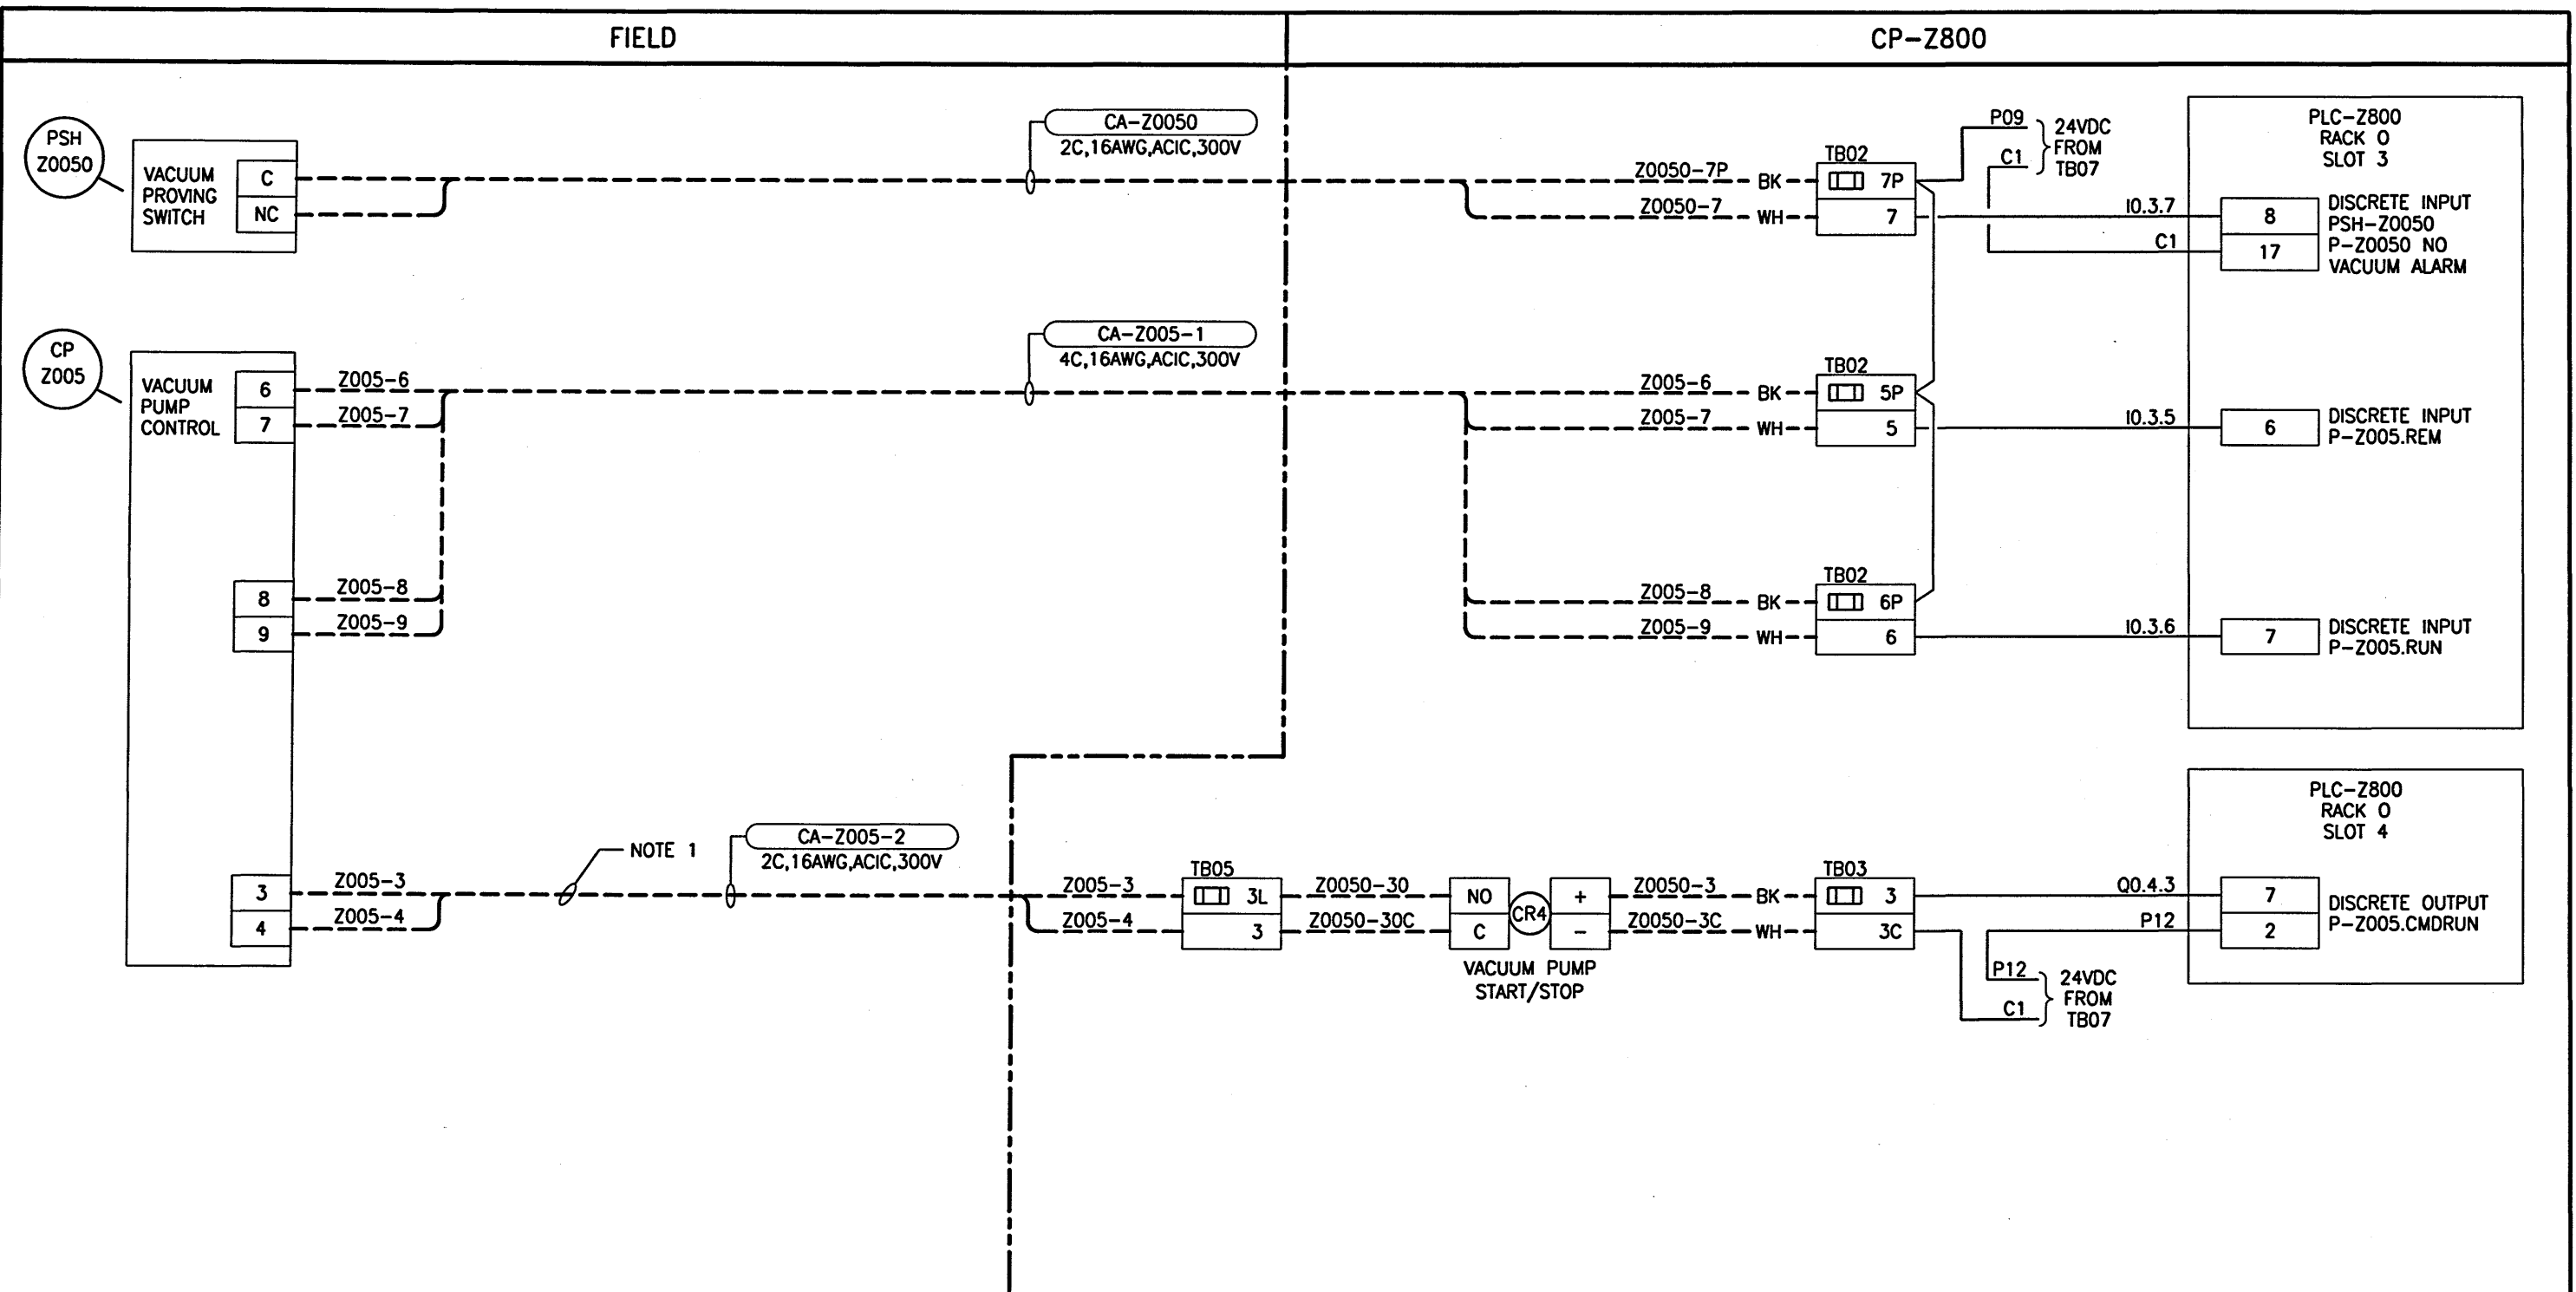 FIELD
CP-Z800
PSH
Z0050
VACUUM
PROVING
SWITCH
C
NC
CA-Z0050
2C,16AWG,ACIC,300V
Z0050-7P
BK
Z0050-7
WH
TB02
7P
7
P09
C1
24VDC
FROM
TB07
PLC-Z800
RACK 0
SLOT 3
I0.3.7
C1
8
17
DISCRETE INPUT
PSH-Z0050
P-Z0050 NO
VACUUM ALARM
CP
Z005
VACUUM
PUMP
CONTROL
6
7
Z005-6
Z005-7
CA-Z005-1
4C,16AWG,ACIC,300V
Z005-6
BK
Z005-7
WH
TB02
5P
5
I0.3.5
6
DISCRETE INPUT
P-Z005.REM
8
9
Z005-8
Z005-9
Z005-8
BK
Z005-9
WH
TB02
6P
6
I0.3.6
7
DISCRETE INPUT
P-Z005.RUN
3
4
Z005-3
Z005-4
NOTE 1
CA-Z005-2
2C,16AWG,ACIC,300V
Z005-3
Z005-4
TB05
3L
3
Z0050-30
Z0050-30C
NO
C
CR4
+
-
VACUUM PUMP
START/STOP
Z0050-3
BK
Z0050-3C
WH
TB03
3
3C
PLC-Z800
RACK 0
SLOT 4
Q0.4.3
P12
7
2
DISCRETE OUTPUT
P-Z005.CMDRUN
P12
C1
24VDC
FROM
TB07